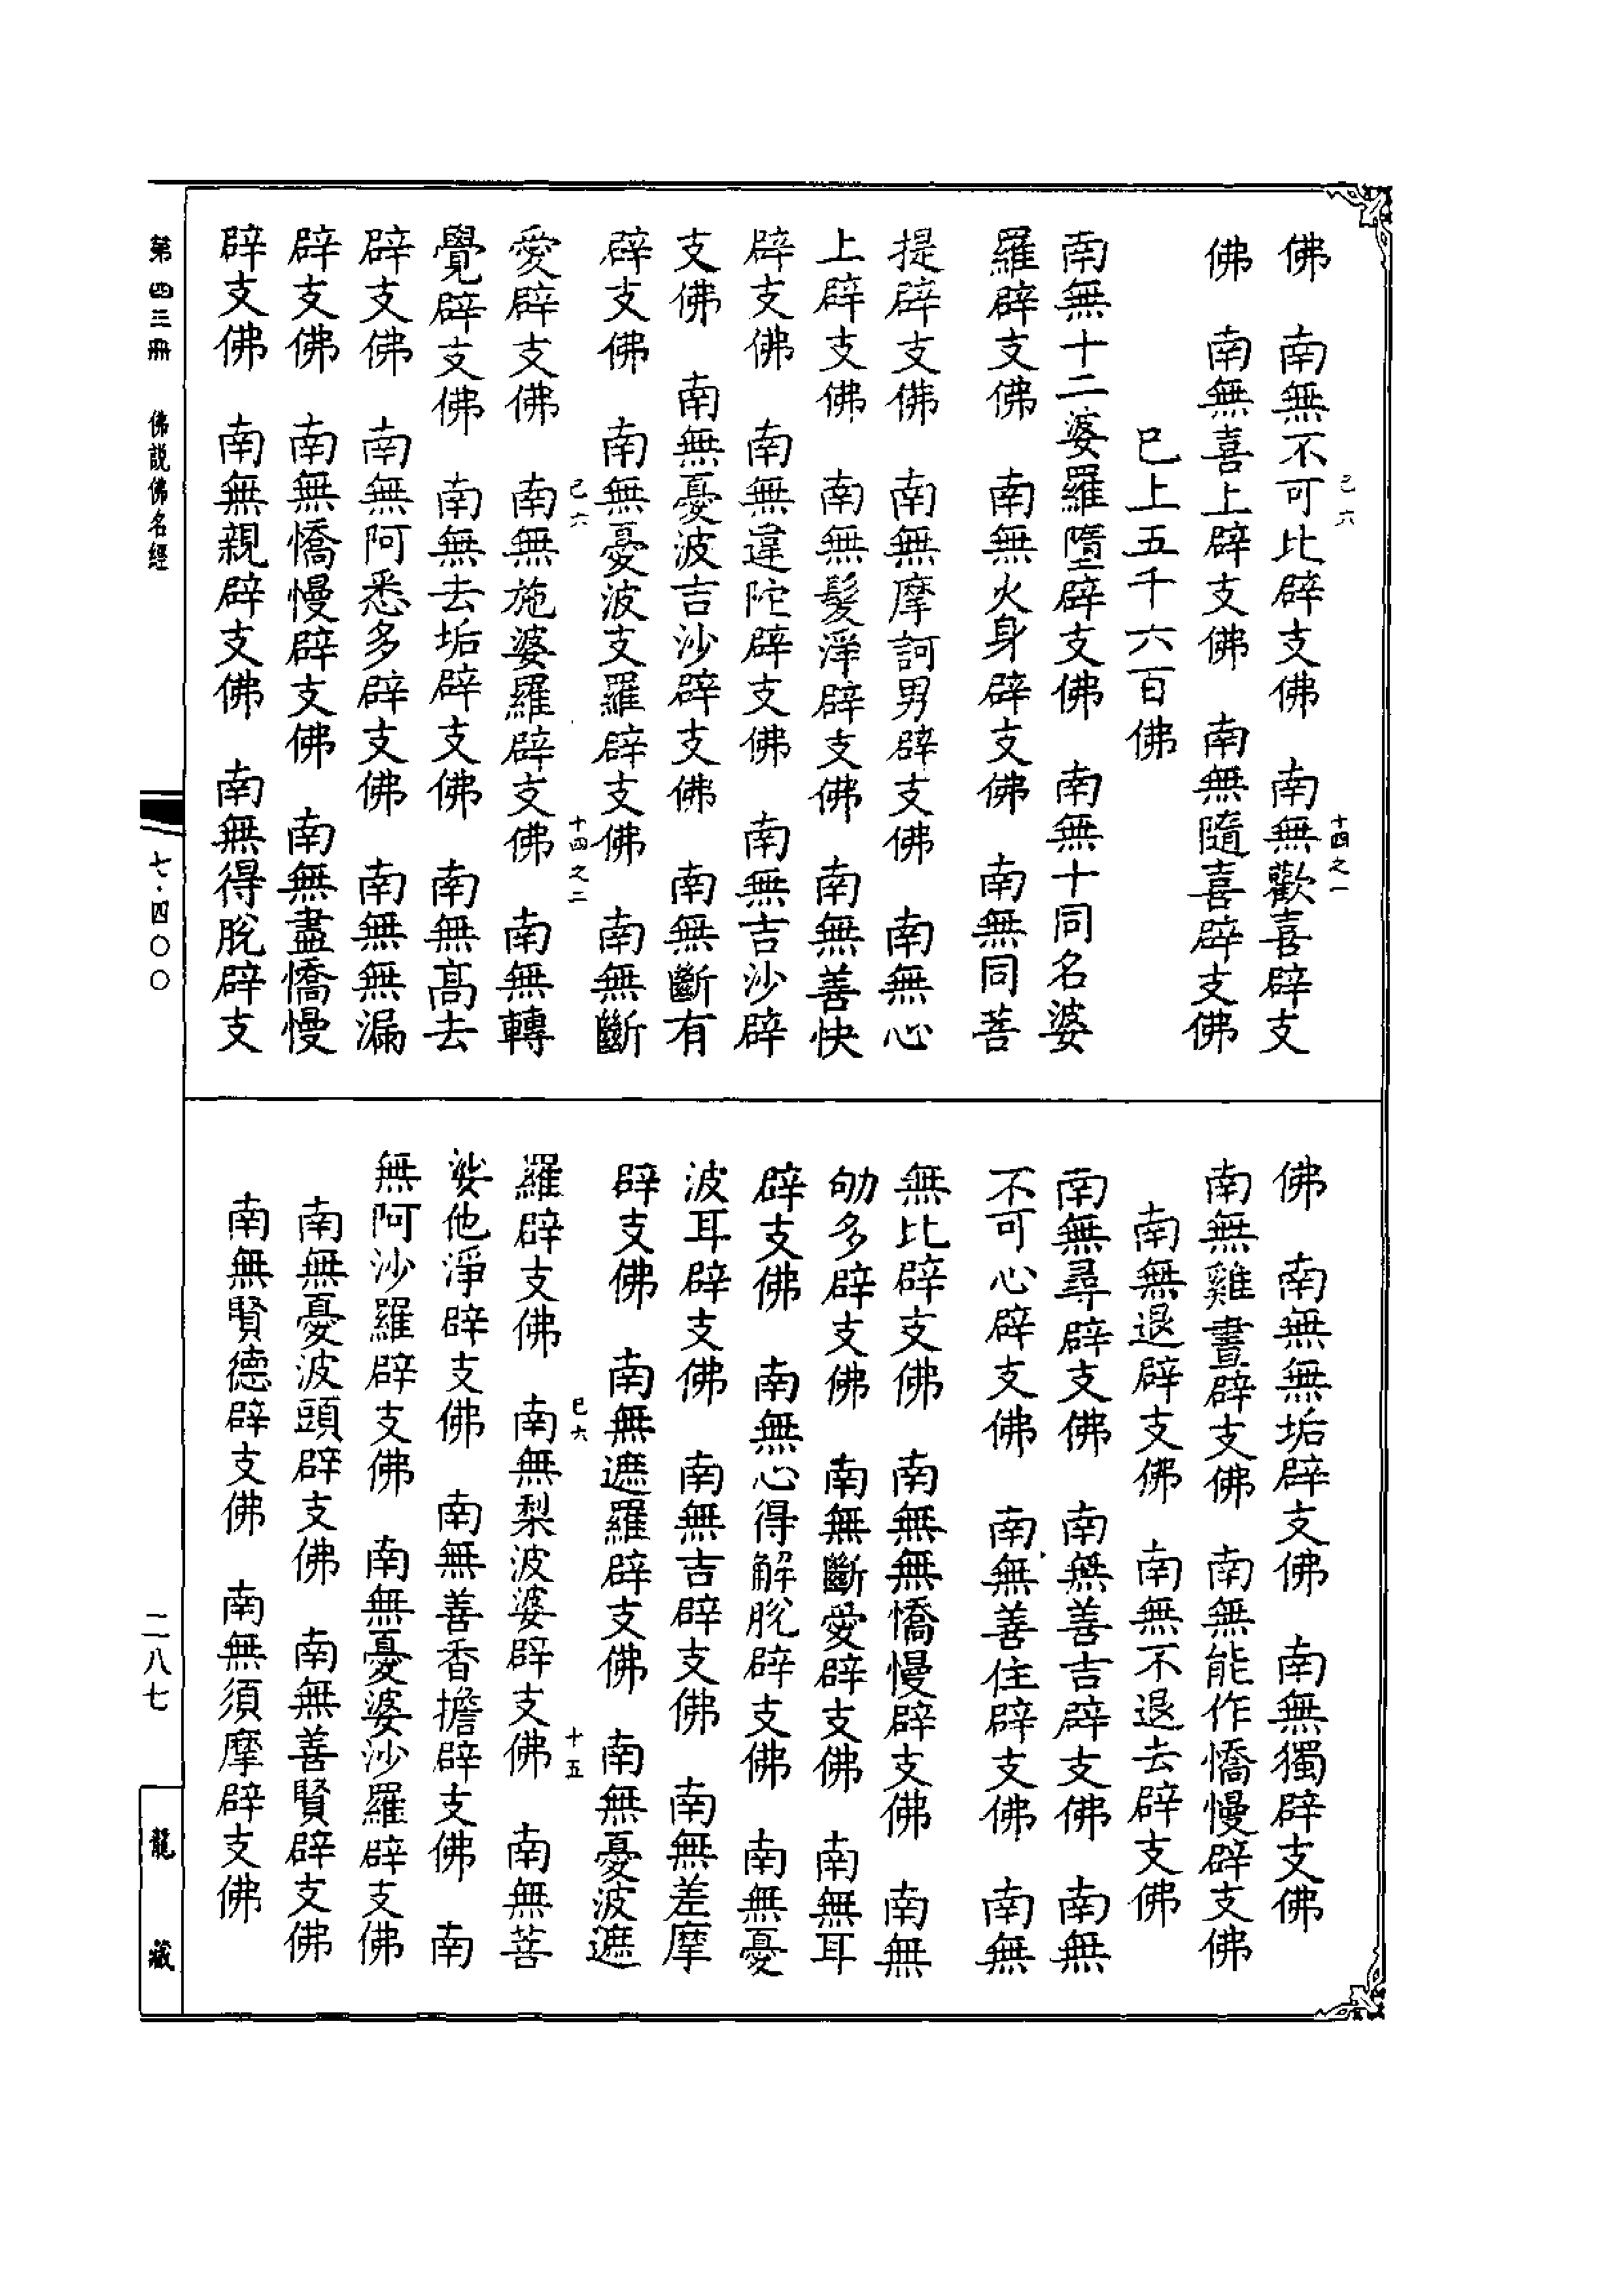 佛　南無不可比辟支佛　南無歡喜辟支
己六
十四之一
佛　南無喜上辟支佛　南無隨喜辟支佛
已上五千六百佛
南無十二婆羅墮辟支佛　南無十同名婆
羅辟支佛　南無火身辟支佛　南無同菩
提辟支佛　南無摩訶男辟支佛　南無心
上辟支佛　南無髮淨辟支佛　南無善快
辟支佛　南無違陀辟支佛　南無吉沙辟
支佛　南無憂波吉沙辟支佛　南無斷有
辟支佛　南無憂波支羅辟支佛　南無斷
己六
十四之二
愛辟支佛　南無施婆羅辟支佛　南無轉
覺辟支佛　南無去垢辟支佛　南無高去
辟支佛　南無阿悉多辟支佛　南無無漏
辟支佛　南無憍慢辟支佛　南無盡憍慢
辟支佛　南無親辟支佛　南無得脫辟支
佛　南無無垢辟支佛　南無獨辟支佛
南無難晝辟支佛　南無能作憍慢辟支佛
南無退辟支佛　南無不退去辟支佛
南無尋辟支佛　南無善吉辟支佛　南無
不可心辟支佛　南無善住辟支佛　南無
無比辟支佛　南無無憍慢辟支佛　南無
劬多辟支佛　南無斷愛辟支佛　南無耳
辟支佛　南無心得解脫辟支佛　南無憂
波耳辟支佛　南無吉辟支佛　南無差摩
辟支佛　南無遮羅辟支佛　南無憂波遮
己六
十五
羅辟支佛　南無梨波婆辟支佛　南無菩
娑他淨辟支佛　南無善香擔辟支佛　南
無阿沙羅辟支佛　南無憂婆沙羅辟支佛
南無憂波頭辟支佛　南無善賢辟支佛
南無賢德辟支佛　南無須摩辟支佛
第四三冊　佛說佛名經
七·四〇〇
二八七
龍藏